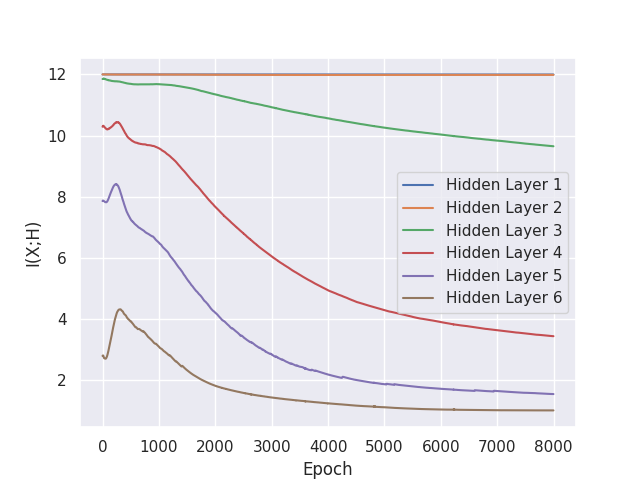 12
10
8
6
4
2
I(X;H)
Hidden Layer 1
Hidden Layer 2
Hidden Layer 3
Hidden Layer 4
Hidden Layer 5
Hidden Layer 6
0 1000 2000 3000 4000 5000 6000 7000 8000
Epoch